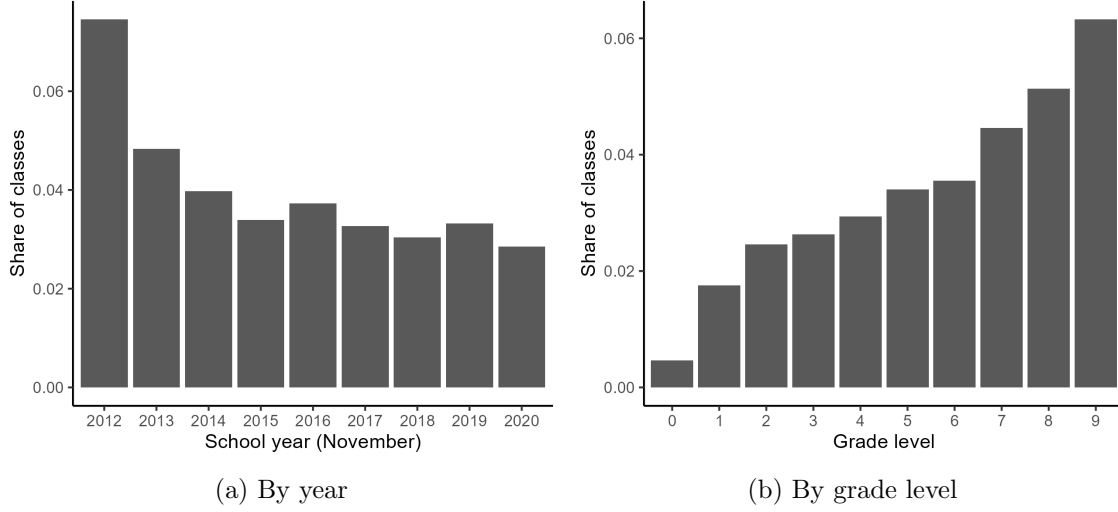 Share of classes
0.06
0.04
0.02
0.00
2012 2013 2014 2015 2016 2017 2018 2019 2020
School year (November)
(a) By year
Share of classes
0.06
0.04
0.02
0.00
0 1 2 3 4 5 6 7 8 9
Grade level
(b) By grade level